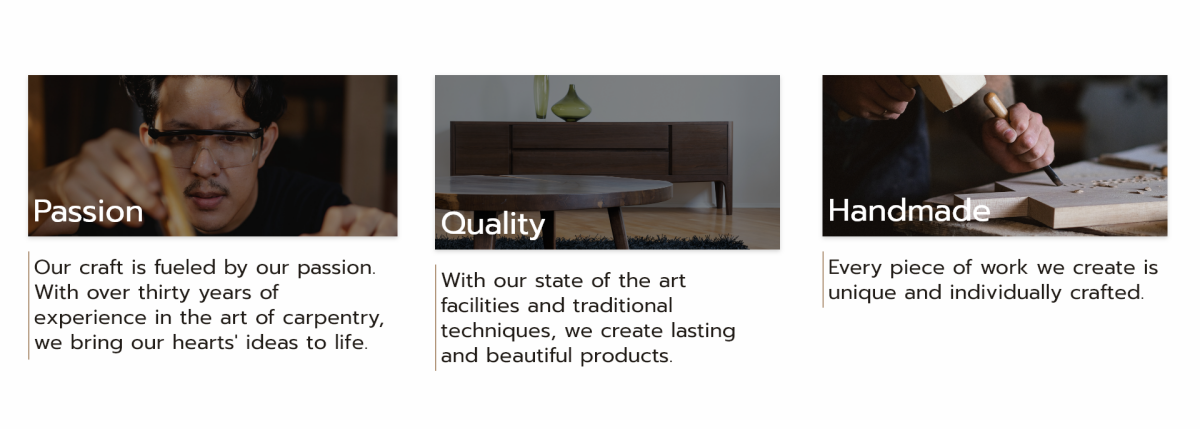 Passion
Our craft is fueled by our passion.
With over thirty years of
experience in the art of carpentry,
we bring our hearts' ideas to life.
Quality
With our state of the art
facilities and traditional
techniques, we create lasting
and beautiful products.
Handmade
Every piece of work we create is
unique and individually crafted.